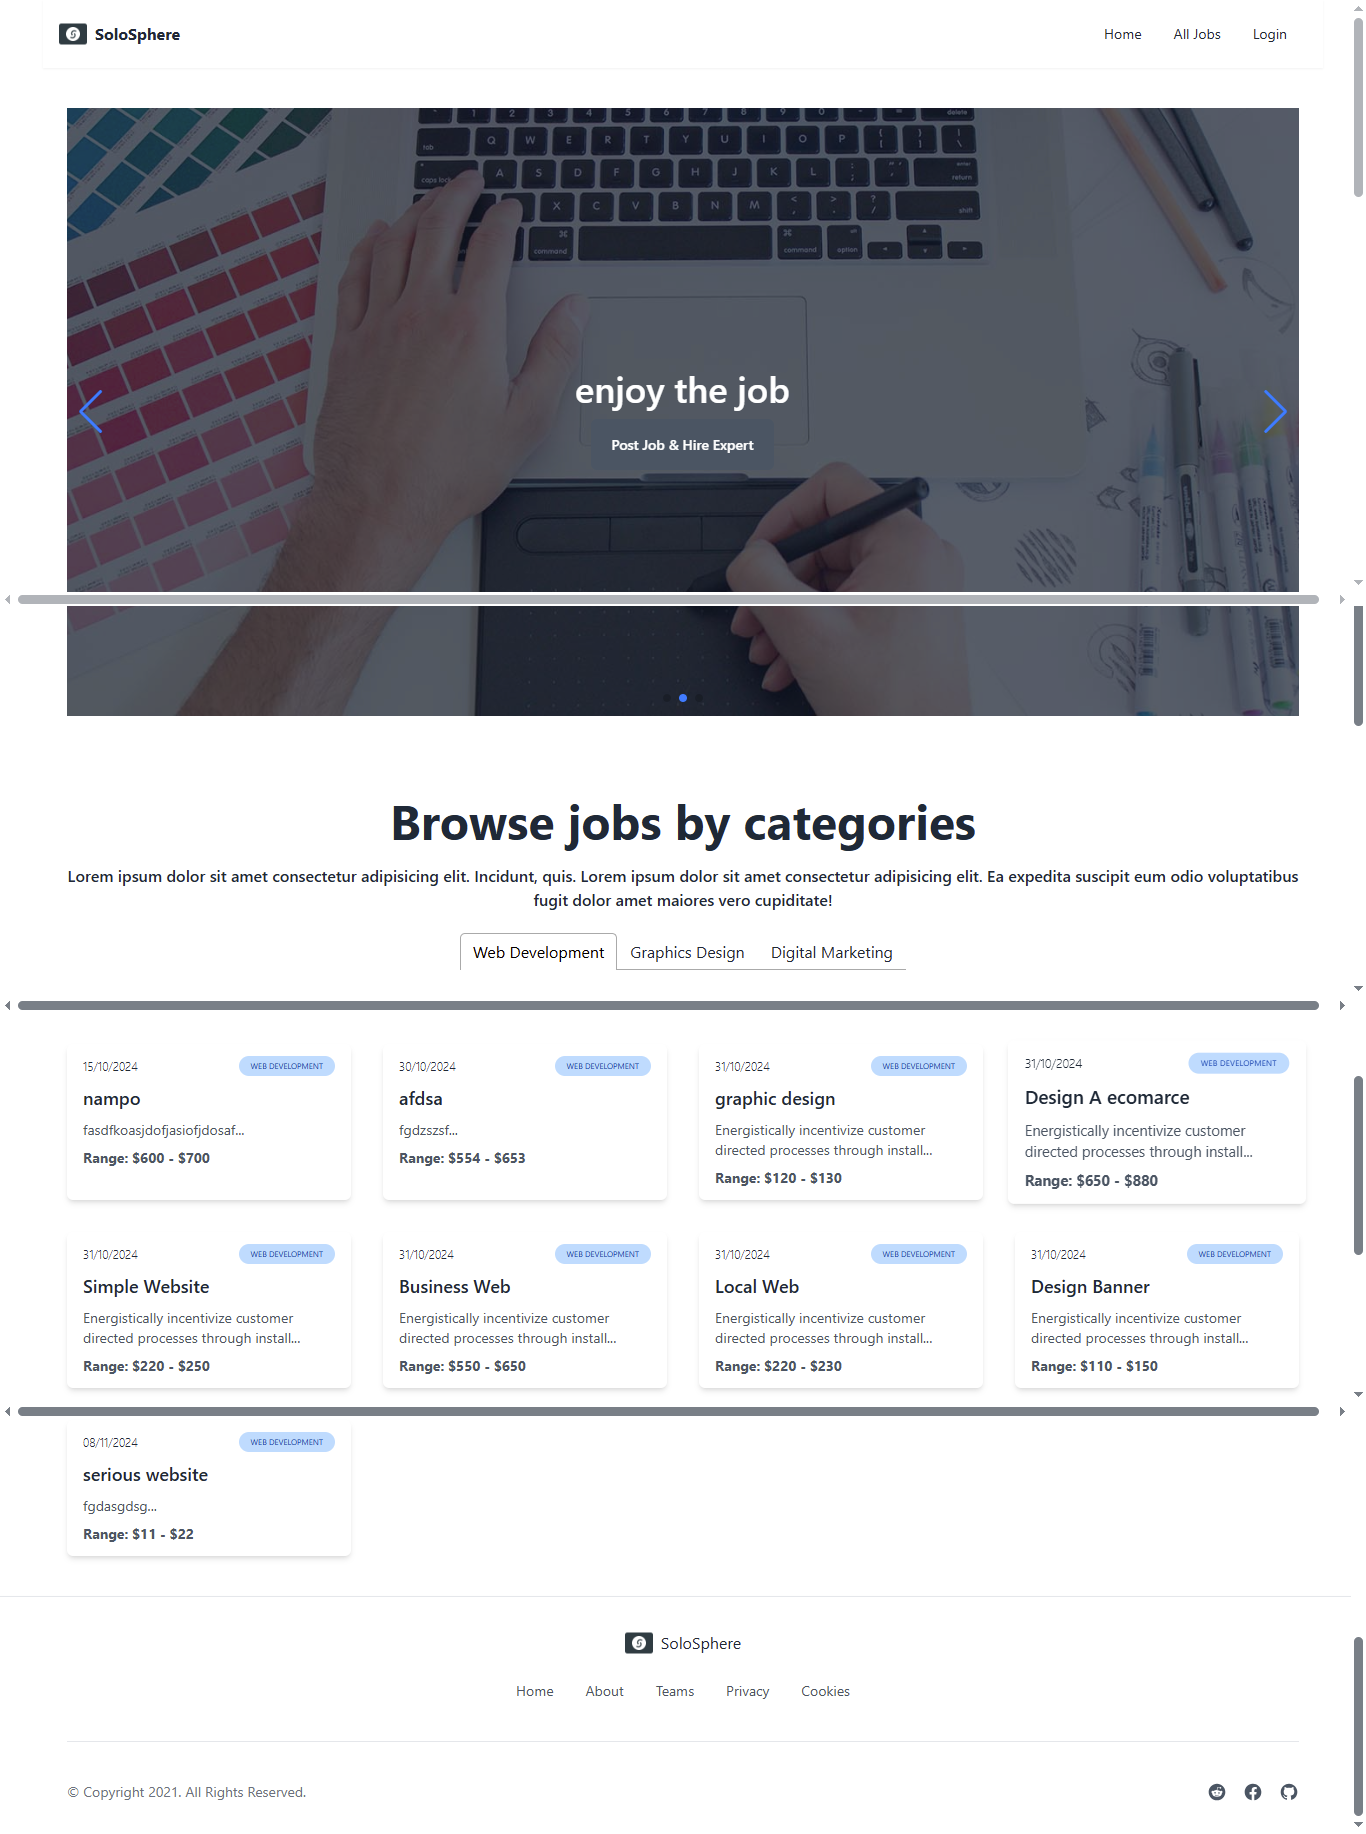 SoloSphere
Home All Jobs Login
enjoy the job
Post Job & Hire Expert
Browse jobs by categories
Lorem ipsum dolor sit amet consectetur adipisicing elit. Incidunt, quis. Lorem ipsum dolor sit amet consectetur adipisicing elit. Ea expedita suscipit eum odio voluptatibus
fugit dolor amet maiores vero cupiditate!
Web Development Graphics Design Digital Marketing
15/10/2024 WEB DEVELOPMENT
nampo
fasdfkoasjdofjasiofjdosaf...
Range: $600 - $700
30/10/2024 WEB DEVELOPMENT
afdsa
fgdzszsf...
Range: $554 - $653
31/10/2024 WEB DEVELOPMENT
graphic design
Energistically incentivize customer
directed processes through install...
Range: $120 - $130
31/10/2024 WEB DEVELOPMENT
Design A ecomarce
Energistically incentivize customer
directed processes through install...
Range: $650 - $880
31/10/2024 WEB DEVELOPMENT
Simple Website
Energistically incentivize customer
directed processes through install...
Range: $220 - $250
31/10/2024 WEB DEVELOPMENT
Business Web
Energistically incentivize customer
directed processes through install...
Range: $550 - $650
31/10/2024 WEB DEVELOPMENT
Local Web
Energistically incentivize customer
directed processes through install...
Range: $220 - $230
31/10/2024 WEB DEVELOPMENT
Design Banner
Energistically incentivize customer
directed processes through install...
Range: $110 - $150
08/11/2024 WEB DEVELOPMENT
serious website
fgdasgdsg...
Range: $11 - $22
SoloSphere
Home About Teams Privacy Cookies
© Copyright 2021. All Rights Reserved.